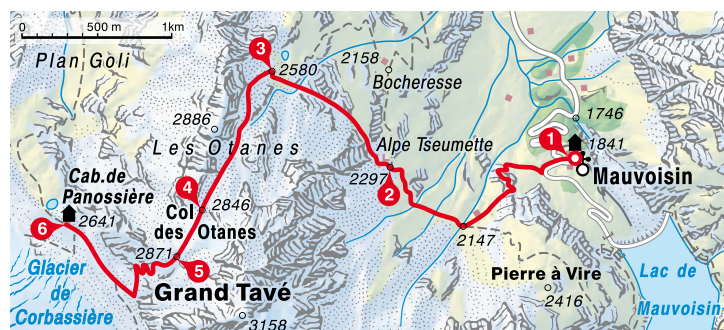 0 500 m 1km
Plan Goli
3
2580
2158
Bocheresse
1746
2886
Les Otanes
Alpe Tseumette
1
1841
Mauvoisin
2297
2
Cab. de
Panossière
2641
6
4
2846
Col
des Otanes
2871
5
2147
Glacier
de
Corbassière
Grand Tavé
3158
Pierre à Vire
2416
Lac de
Mauvoisin